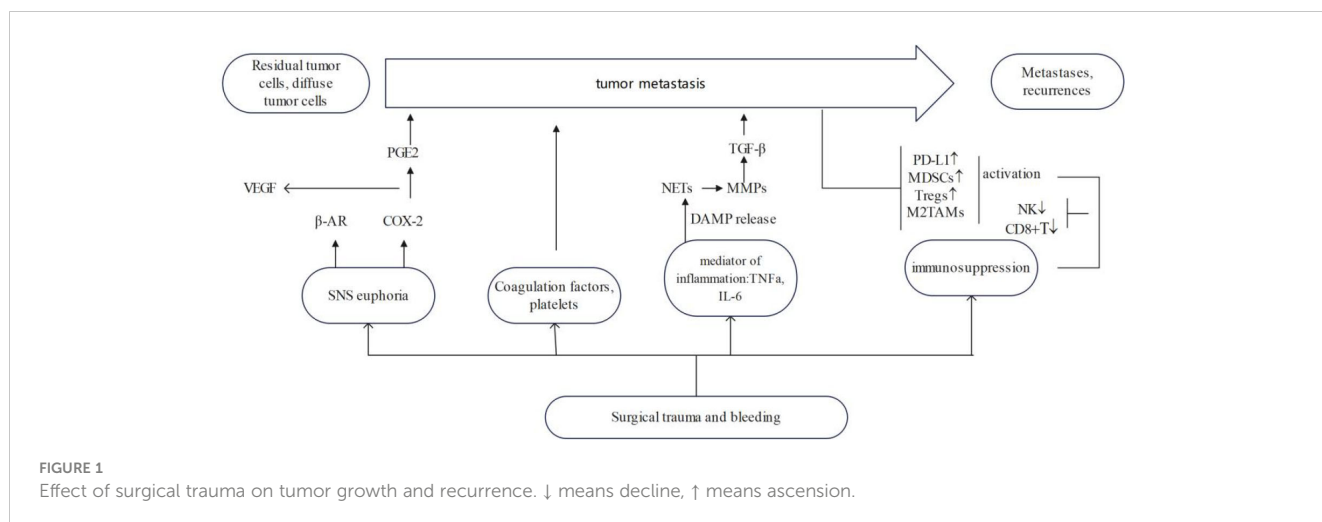 Residual tumor
cells, diffuse
tumor cells
tumor metastasis
Metastases,
recurrences
PGE2
VEGF
β-AR
COX-2
SNS euphoria
Coagulation factors,
platelets
TGF-β
NETs
MMPs
DAMP release
mediator of
inflammation:TNFa,
IL-6
PD-L1↑
MDSCs↑
Tregs↑
M2TAMs
activation
NK↓
CD8+T↓
immunosuppression
Surgical trauma and bleeding
FIGURE 1
Effect of surgical trauma on tumor growth and recurrence. ↓ means decline, ↑ means ascension.